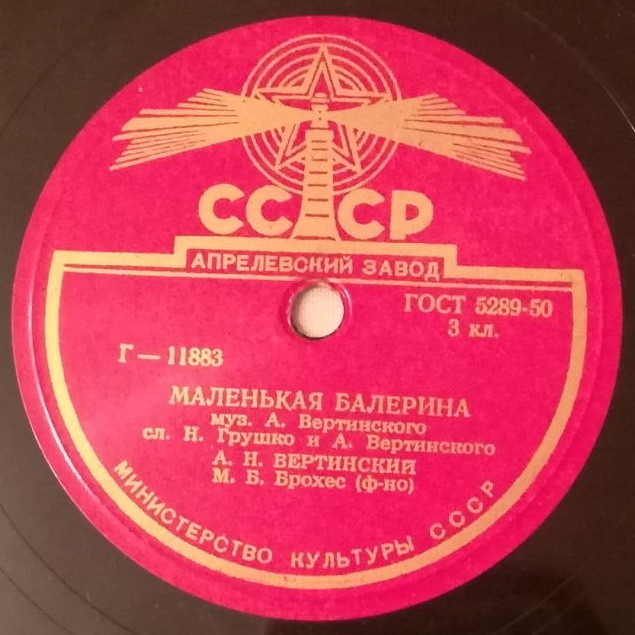 СССР
АПРЕЛЕВСКИЙ ЗАВОД
ГОСТ 5289-50
3 кл.
Г — 11883
МАЛЕНЬКАЯ БАЛЕРИНА
муз. А. Вертинского
сл. Н. Грушко и А. Вертинского
А. Н. ВЕРТИНСКИЙ
М. Б. Брохес (ф-но)
МИНИСТЕРСТВО КУЛЬТУРЫ СССР